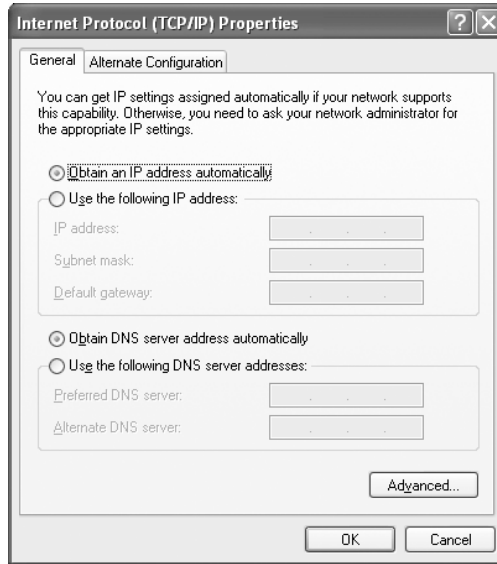 Internet Protocol (TCP/IP) Properties
General
Alternate Configuration
You can get IP settings assigned automatically if your network supports
this capability. Otherwise, you need to ask your network administrator for
the appropriate IP settings.
Obtain an IP address automatically
Use the following IP address:
IP address:
Subnet mask:
Default gateway:
Obtain DNS server address automatically
Use the following DNS server addresses:
Preferred DNS server:
Alternate DNS server:
Advanced...
OK
Cancel